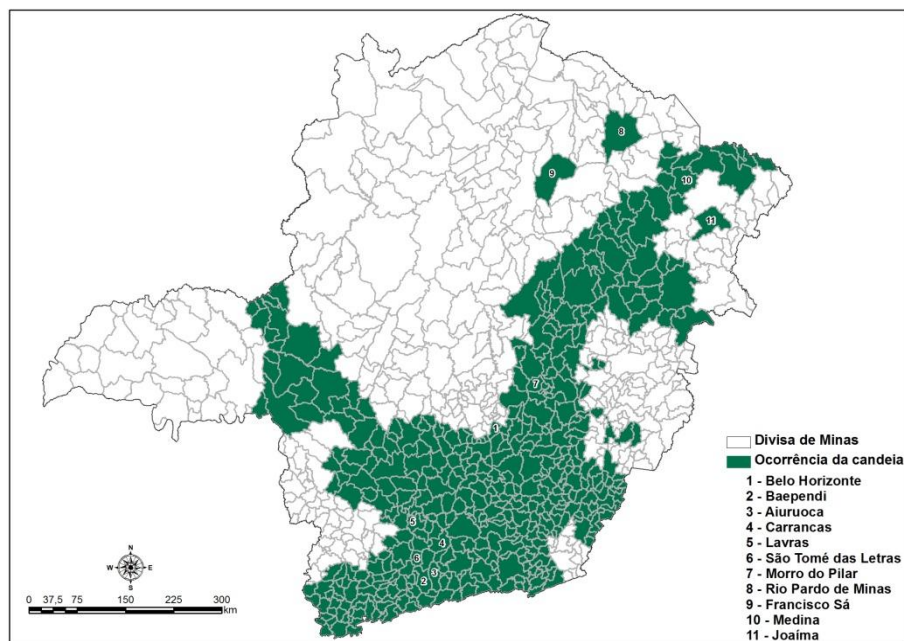 8
9
10
11
7
1
5
4
6
3
2
Divisa de Minas
Ocorrência da candeia
1 - Belo Horizonte
2 - Baependi
3 - Aiuruoca
4 - Carrancas
5 - Lavras
6 - São Tomé das Letras
7 - Morro do Pilar
8 - Rio Pardo de Minas
9 - Francisco Sá
10 - Medina
11 - Joaíma
N
W E
S
0 37,5 75 150 225 300
km